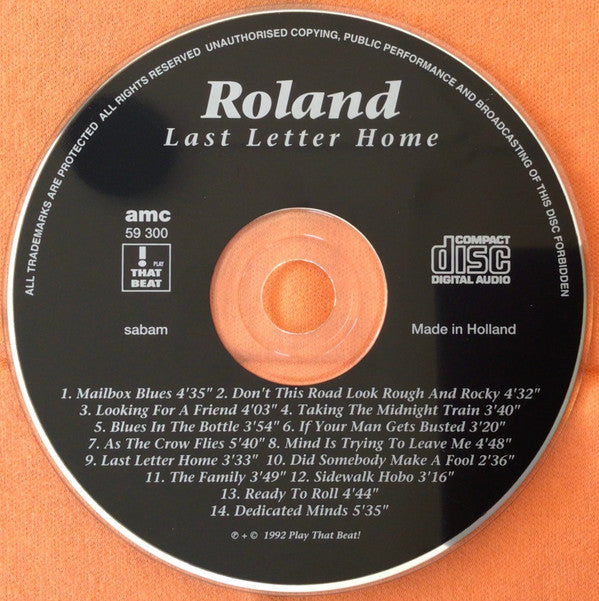 ALL TRADEMARKS ARE PROTECTED ALL RIGHTS RESERVED UNAUTHORISED COPYING, PUBLIC PERFORMANCE AND BROADCASTING OF THIS DISC FORBIDDEN
Roland
Last Letter Home
amc
59 300
! PLAY
THAT
BEAT
COMPACT
disc
DIGITAL AUDIO
sabam
Made in Holland
1. Mailbox Blues 4'35" 2. Don't This Road Look Rough And Rocky 4'32"
3. Looking For A Friend 4'03" 4. Taking The Midnight Train 3'40"
5. Blues In The Bottle 3'54" 6. If Your Man Gets Busted 3'20"
7. As The Crow Flies 5'40" 8. Mind Is Trying To Leave Me 4'48"
9. Last Letter Home 3'33" 10. Did Somebody Make A Fool 2'36"
11. The Family 3'49" 12. Sidewalk Hobo 3'16"
13. Ready To Roll 4'44"
14. Dedicated Minds 5'35"
℗ + © 1992 Play That Beat!